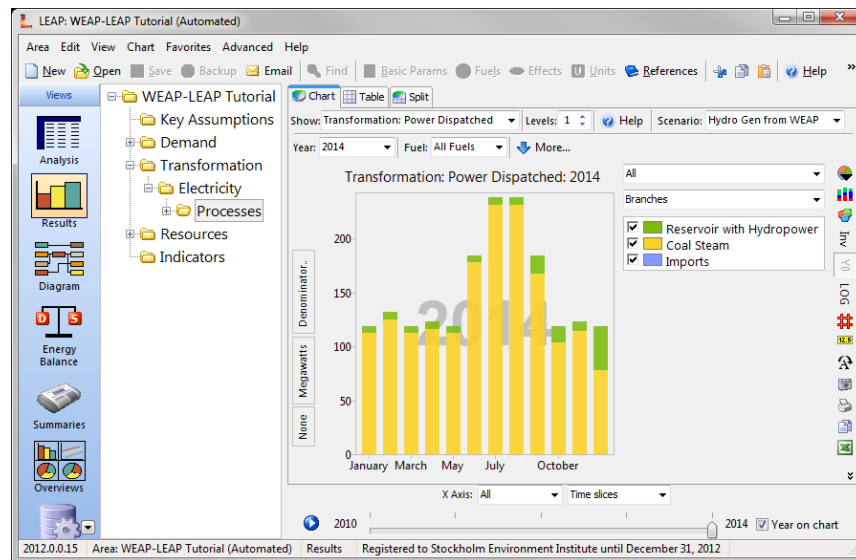 LEAP: WEAP-LEAP Tutorial (Automated)
Area Edit View Chart Favorites Advanced Help
New Open Save Backup Email Find Basic Params Fuels Effects U Units References Help »
Views
Analysis
Results
Diagram
D S
Energy
Balance
Summaries
Overviews
WEAP-LEAP Tutorial
Key Assumptions
Demand
Transformation
Electricity
Processes
Resources
Indicators
Chart Table Split
Show: Transformation: Power Dispatched Levels: 1 Help Scenario: Hydro Gen from WEAP
Year: 2014 Fuel: All Fuels More...
Transformation: Power Dispatched: 2014
Denominator..
Megawatts
None
200
150
100
50
0
2014
January March May July October
All
Branches
Reservoir with Hydropower
Coal Steam
Imports
Inv
Y0
LOG
12.5
A
X Axis: All Time slices
2010 2014 Year on chart
2012.0.0.15 Area: WEAP-LEAP Tutorial (Automated) Results Registered to Stockholm Environment Institute until December 31, 2012